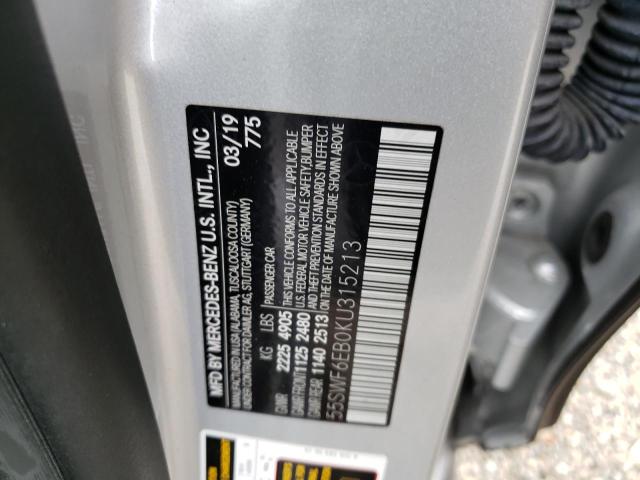 MFD BY MERCEDES-BENZ U.S. INTL., INC
FABRICATED IN U.S.A (ALABAMA, TUSCALOOSA COUNTY)
UNDER CONTRACT FOR DAIMLER AG, STUTTGART (GERMANY)
03/19
775
KG LBS PASSENGER CAR
GVWR 2225 4905 THIS VEHICLE CONFORMS TO ALL APPLICABLE
GAWR FRONT 1125 2480 U.S. FEDERAL MOTOR VEHICLE SAFETY, BUMPER
GAWR REAR 1140 2513 AND THEFT PREVENTION STANDARDS IN EFFECT
ON THE DATE OF MANUFACTURE SHOWN ABOVE
55SWF6EB0KU315213